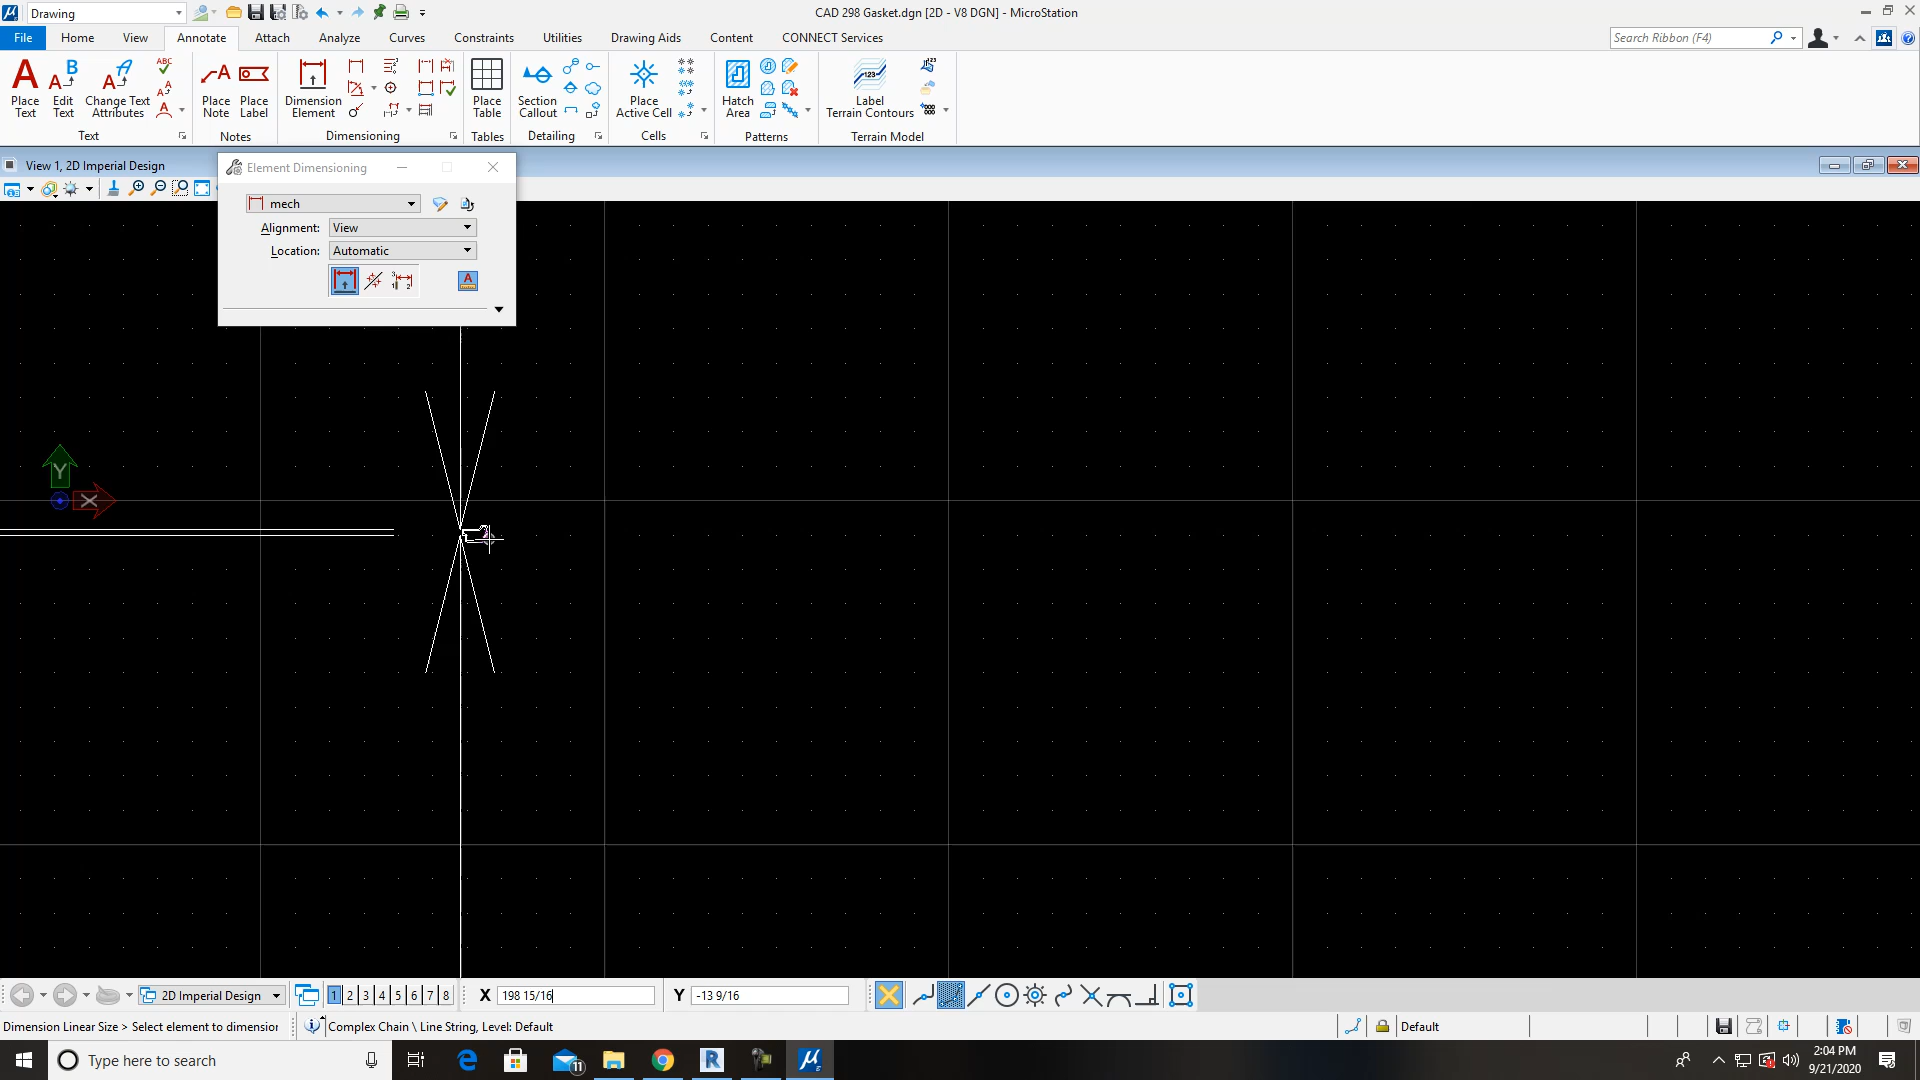 Drawing
CAD 298 Gasket.dgn [2D - V8 DGN] - MicroStation
File
Home
View
Annotate
Attach
Analyze
Curves
Constraints
Utilities
Drawing Aids
Content
CONNECT Services
Search Ribbon (F4)
Place Text
Edit Text
Change Text Attributes
ABC
Place Note
Place Label
Dimension Element
Place Table
Section Callout
Place Active Cell
Hatch Area
Label Terrain Contours
Text
Notes
Dimensioning
Tables
Detailing
Cells
Patterns
Terrain Model
View 1, 2D Imperial Design
Element Dimensioning
mech
Alignment: View
Location: Automatic
Y
X
2D Imperial Design
1 2 3 4 5 6 7 8
X 198 15/16
Y -13 9/16
Dimension Linear Size > Select element to dimension
Complex Chain \ Line String, Level: Default
Default
Type here to search
11
2:04 PM
9/21/2020